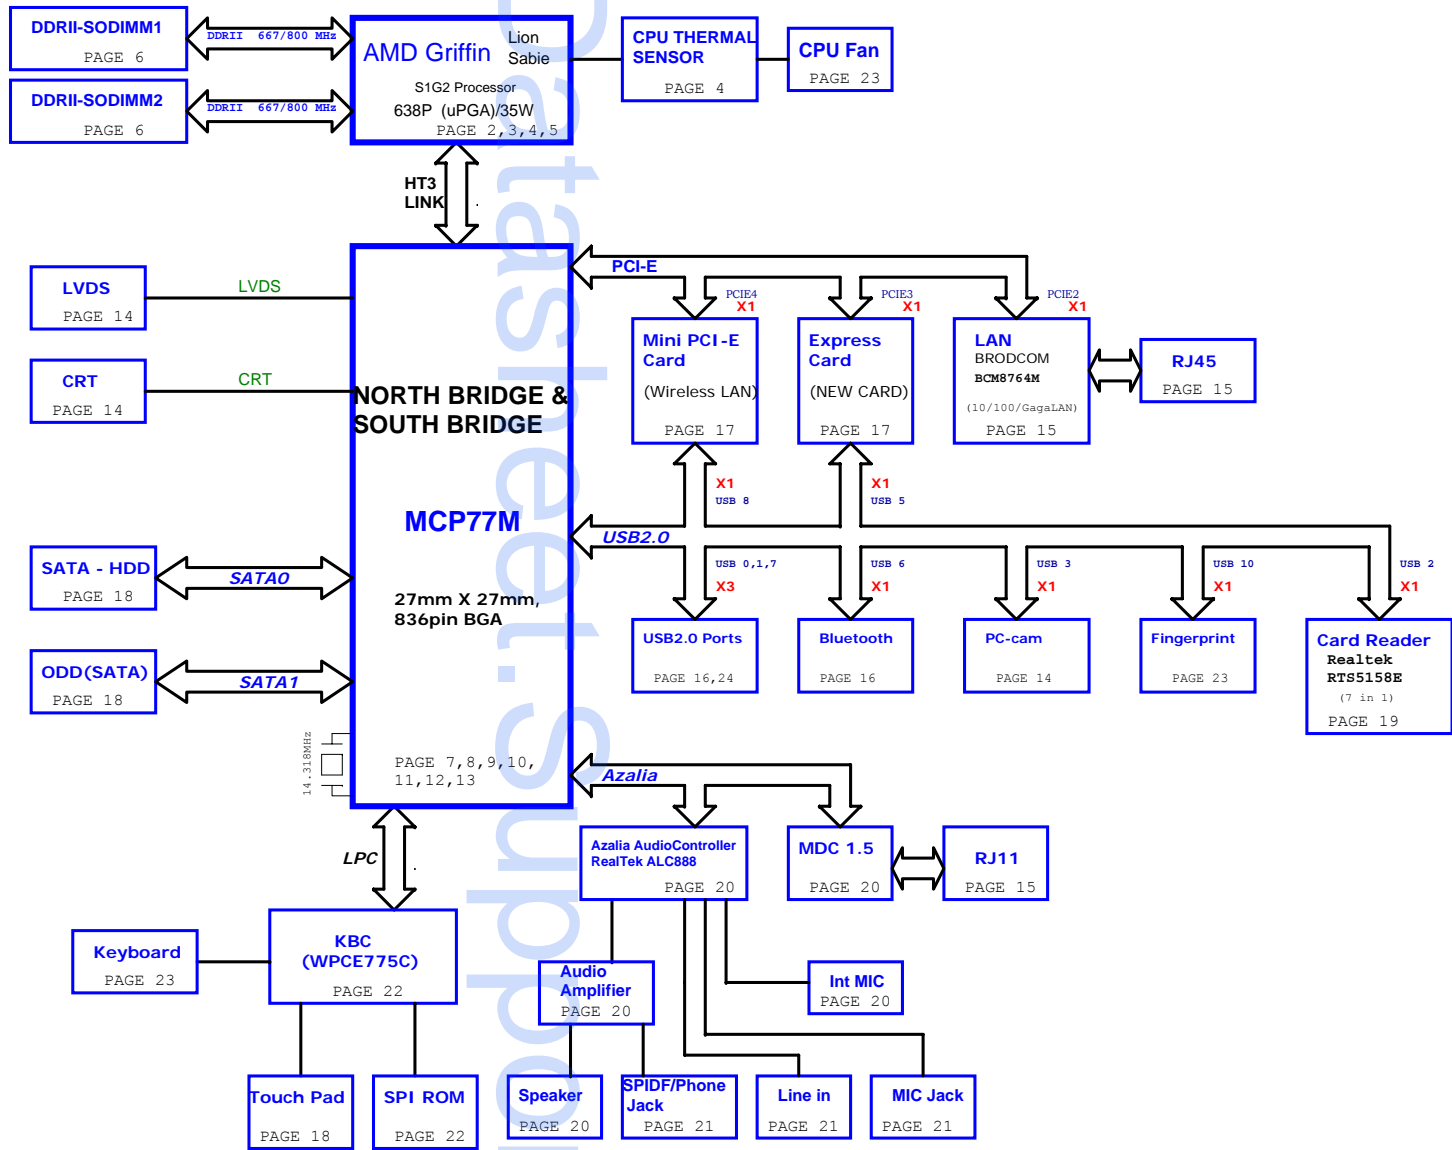 DDRII-SODIMM1
PAGE 6
DDRII 667/800 MHz
DDRII-SODIMM2
PAGE 6
DDRII 667/800 MHz
AMD Griffin
Lion
Sabie
S1G2 Processor
638P (uPGA)/35W
PAGE 2,3,4,5
CPU THERMAL
SENSOR
PAGE 4
CPU Fan
PAGE 23
HT3
LINK
LVDS
PAGE 14
LVDS
CRT
PAGE 14
CRT
NORTH BRIDGE &
SOUTH BRIDGE
MCP77M
27mm X 27mm,
836pin BGA
PAGE 7,8,9,10,
11,12,13
PCI-E
PCIE4
X1
PCIE3
X1
PCIE2
X1
Mini PCI-E
Card
(Wireless LAN)
PAGE 17
Express
Card
(NEW CARD)
PAGE 17
LAN
BRODCOM
BCM8764M
(10/100/GagaLAN)
PAGE 15
RJ45
PAGE 15
X1
USB 8
X1
USB 5
USB2.0
USB 0,1,7
X3
USB 6
X1
USB 3
X1
USB 10
X1
USB 2
X1
SATA - HDD
PAGE 18
SATA0
ODD(SATA)
PAGE 18
SATA1
14.318MHz
USB2.0 Ports
PAGE 16,24
Bluetooth
PAGE 16
PC-cam
PAGE 14
Fingerprint
PAGE 23
Card Reader
Realtek
RTS5158E
(7 in 1)
PAGE 19
Azalia
Azalia AudioController
RealTek ALC888
PAGE 20
MDC 1.5
PAGE 20
RJ11
PAGE 15
LPC
Keyboard
PAGE 23
KBC
(WPCE775C)
PAGE 22
Audio
Amplifier
PAGE 20
Int MIC
PAGE 20
Touch Pad
PAGE 18
SPI ROM
PAGE 22
Speaker
PAGE 20
SPIDF/Phone
Jack
PAGE 21
Line in
PAGE 21
MIC Jack
PAGE 21
Datasheet.Suppo